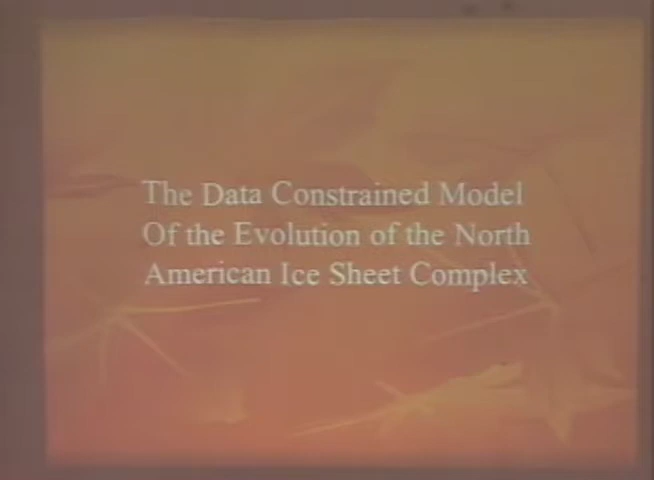 The Data Constrained Model
Of the Evolution of the North
American Ice Sheet Complex